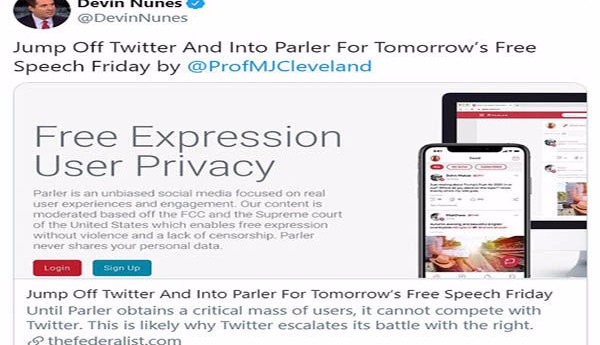 Devin Nunes
@DevinNunes
Jump Off Twitter And Into Parler For Tomorrow's Free
Speech Friday by @ProfMJCleveland
Free Expression
User Privacy
Parler is an unbiased social media focused on real
user experiences and engagement. Our content is
moderated based off the FCC and the Supreme court
of the United States which enables free expression
without violence and a lack of censorship. Parler
never shares your personal data.
Login Sign Up
Jump Off Twitter And Into Parler For Tomorrow's Free Speech Friday
Until Parler obtains a critical mass of users, it cannot compete with
Twitter. This is likely why Twitter escalates its battle with the right.
thefederalist.com